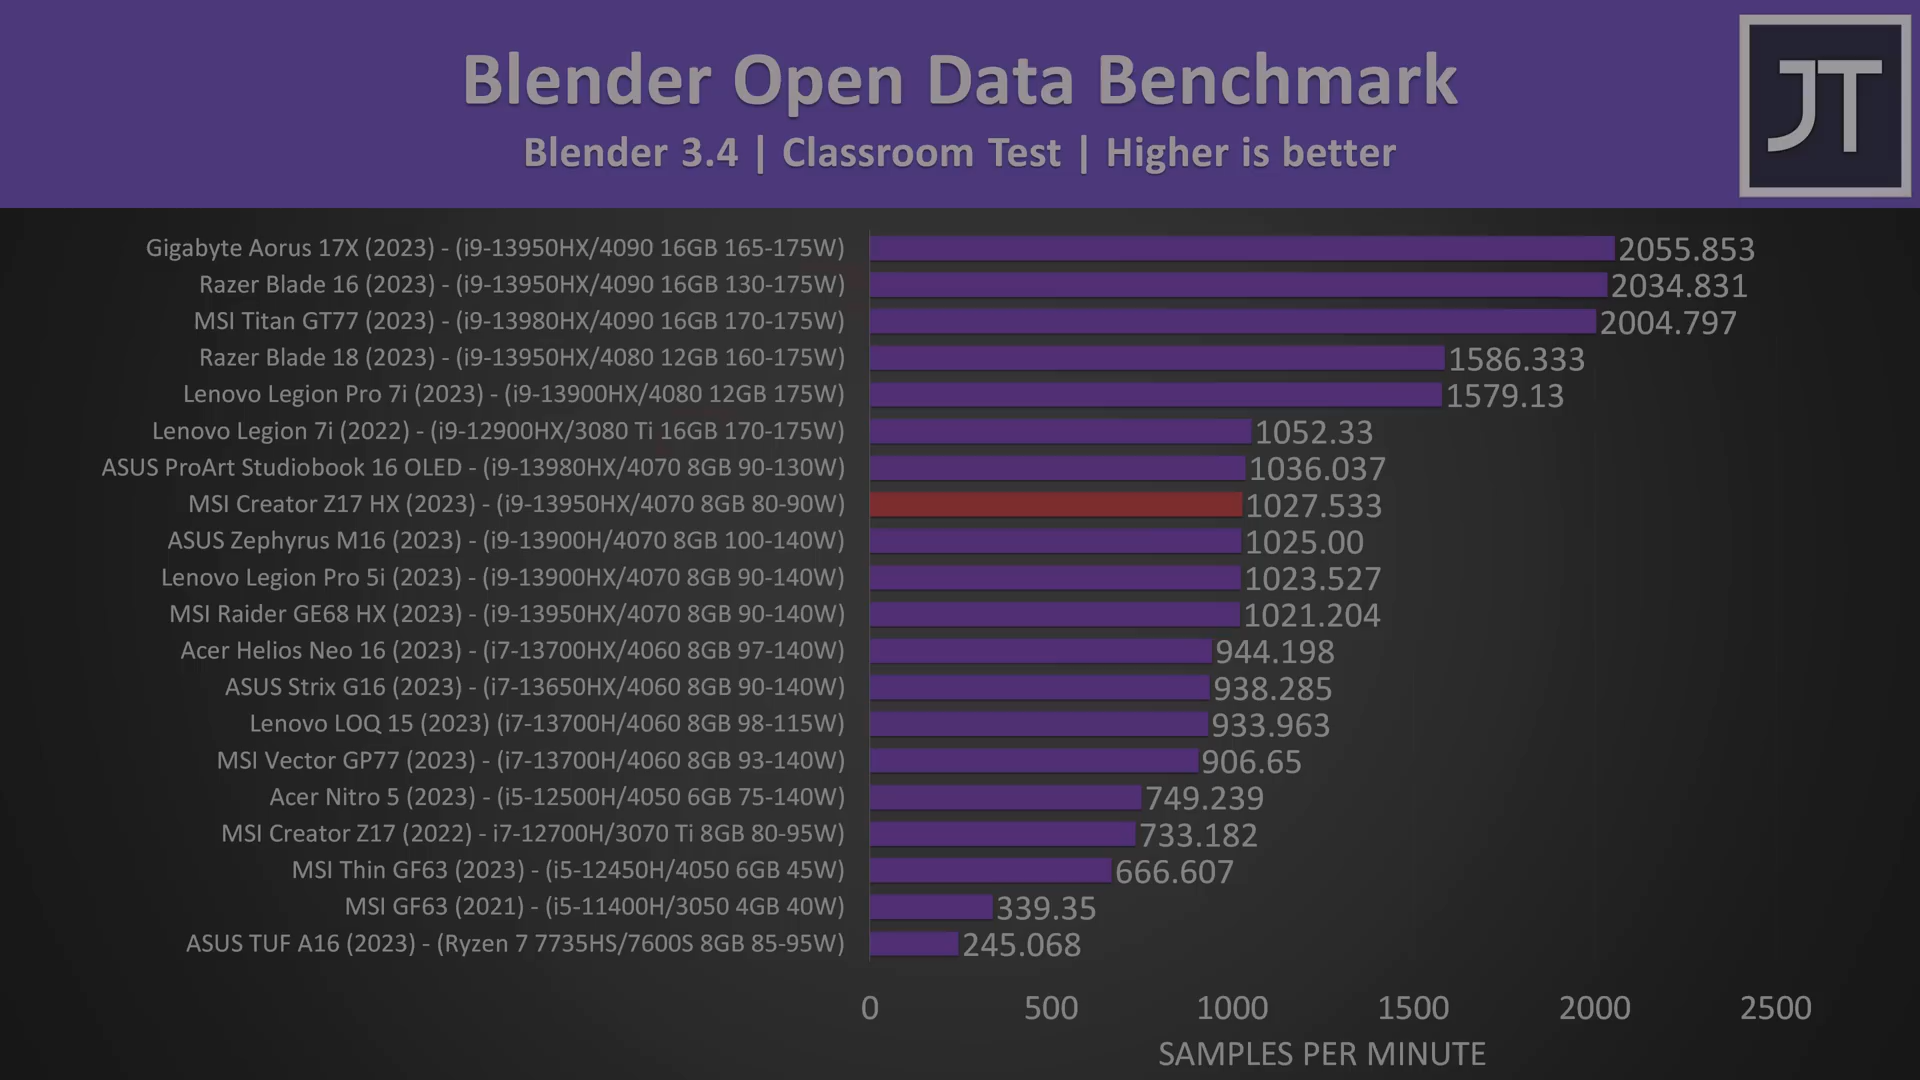 Blender Open Data Benchmark
JT
Blender 3.4 | Classroom Test | Higher is better
Gigabyte Aorus 17X (2023) - (i9-13950HX/4090 16GB 165-175W) 2055.853
Razer Blade 16 (2023) - (i9-13950HX/4090 16GB 130-175W) 2034.831
MSI Titan GT77 (2023) - (i9-13980HX/4090 16GB 170-175W) 2004.797
Razer Blade 18 (2023) - (i9-13950HX/4080 12GB 160-175W) 1586.333
Lenovo Legion Pro 7i (2023) - (i9-13900HX/4080 12GB 175W) 1579.13
Lenovo Legion 7i (2022) - (i9-12900HX/3080 Ti 16GB 170-175W) 1052.33
ASUS ProArt Studiobook 16 OLED - (i9-13980HX/4070 8GB 90-130W) 1036.037
MSI Creator Z17 HX (2023) - (i9-13950HX/4070 8GB 80-90W) 1027.533
ASUS Zephyrus M16 (2023) - (i9-13900H/4070 8GB 100-140W) 1025.00
Lenovo Legion Pro 5i (2023) - (i9-13900HX/4070 8GB 90-140W) 1023.527
MSI Raider GE68 HX (2023) - (i9-13950HX/4070 8GB 90-140W) 1021.204
Acer Helios Neo 16 (2023) - (i7-13700HX/4060 8GB 97-140W) 944.198
ASUS Strix G16 (2023) - (i7-13650HX/4060 8GB 90-140W) 938.285
Lenovo LOQ 15 (2023) (i7-13700H/4060 8GB 98-115W) 933.963
MSI Vector GP77 (2023) - (i7-13700H/4060 8GB 93-140W) 906.65
Acer Nitro 5 (2023) - (i5-12500H/4050 6GB 75-140W) 749.239
MSI Creator Z17 (2022) - i7-12700H/3070 Ti 8GB 80-95W) 733.182
MSI Thin GF63 (2023) - (i5-12450H/4050 6GB 45W) 666.607
MSI GF63 (2021) - (i5-11400H/3050 4GB 40W) 339.35
ASUS TUF A16 (2023) - (Ryzen 7 7735HS/7600S 8GB 85-95W) 245.068
0 500 1000 1500 2000 2500
SAMPLES PER MINUTE